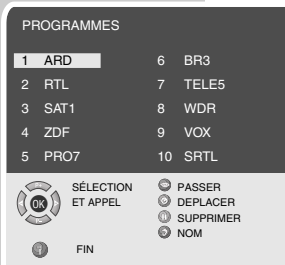 PROGRAMMES
1 ARD
2 RTL
3 SAT1
4 ZDF
5 PRO7
6 BR3
7 TELE5
8 WDR
9 VOX
10 SRTL
OK
SÉLECTION
ET APPEL
PASSER
DEPLACER
SUPPRIMER
NOM
FIN